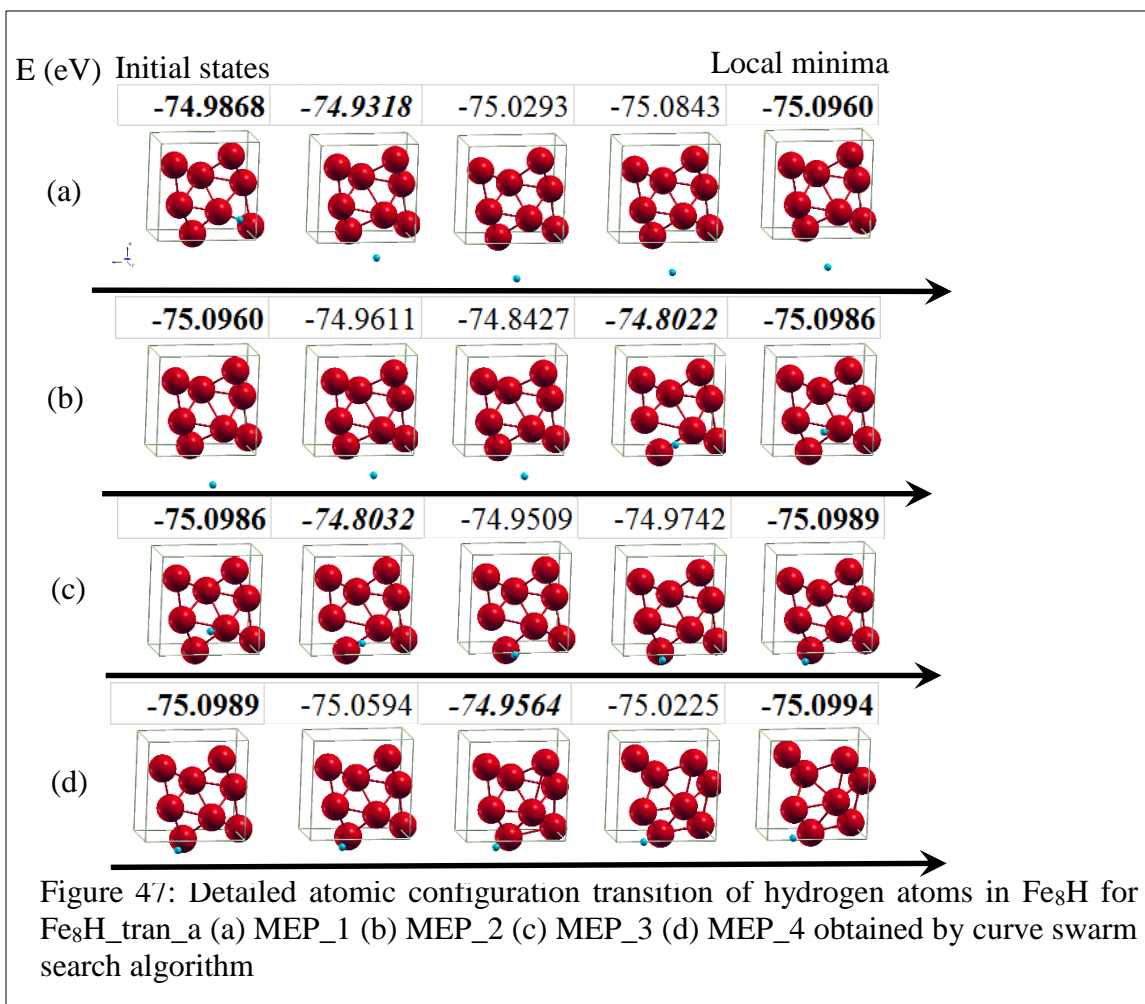 E (eV) Initial states Local minima
-74.9868 -74.9318 -75.0293 -75.0843 -75.0960
(a)
-75.0960 -74.9611 -74.8427 -74.8022 -75.0986
(b)
-75.0986 -74.8032 -74.9509 -74.9742 -75.0989
(c)
-75.0989 -75.0594 -74.9564 -75.0225 -75.0994
(d)
Figure 47: Detailed atomic configuration transition of hydrogen atoms in Fe₈H for
Fe₈H_tran_a (a) MEP_1 (b) MEP_2 (c) MEP_3 (d) MEP_4 obtained by curve swarm
search algorithm